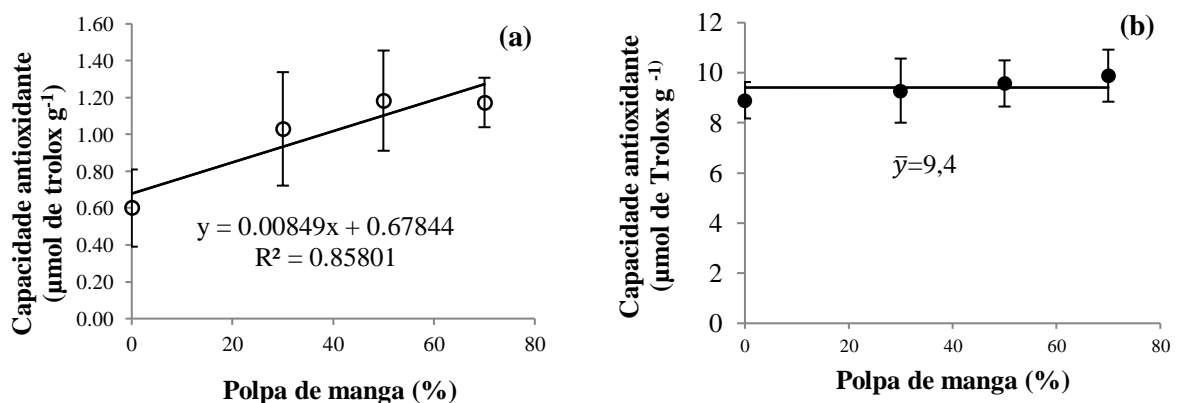 Capacidade antioxidante
(µmol de trolox g⁻¹)
1.60
1.40
1.20
1.00
0.80
0.60
0.40
0.20
0.00
(a)
y = 0.00849x + 0.67844
R² = 0.85801
0 20 40 60 80
Polpa de manga (%)
Capacidade antioxidante
(µmol de Trolox g ⁻¹)
12
10
8
6
4
2
0
(b)
y̅=9,4
0 20 40 60 80
Polpa de manga (%)